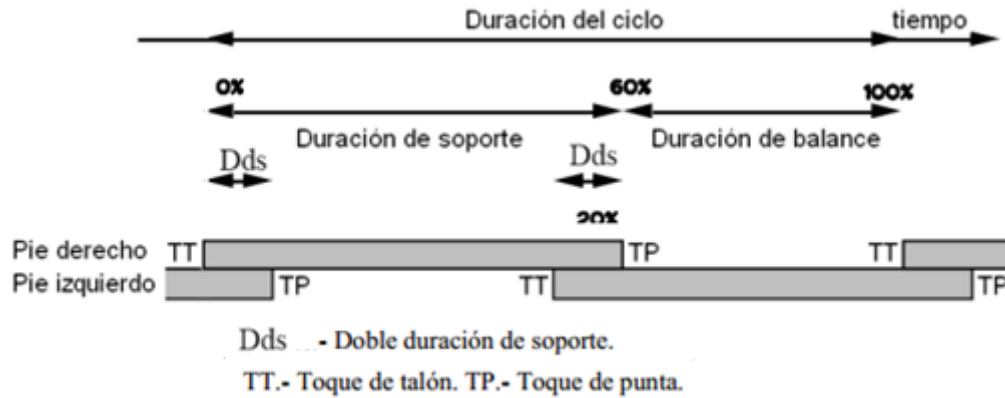 Duración del ciclo tiempo
0% 60% 100%
Duración de soporte Duración de balance
Dds Dds
20%
Pie derecho TT TP TT
Pie izquierdo TP TT TP
Dds .- Doble duración de soporte.
TT.- Toque de talón. TP.- Toque de punta.